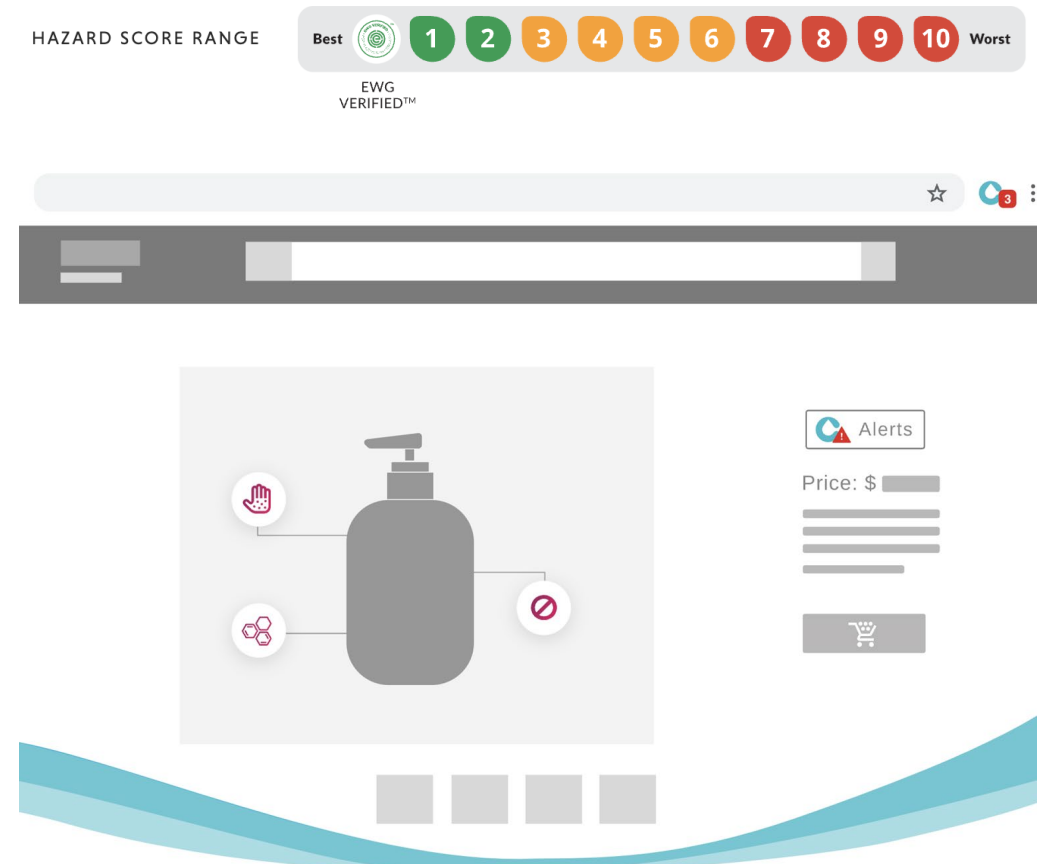 HAZARD SCORE RANGE
Best 1 2 3 4 5 6 7 8 9 10 Worst
EWG
VERIFIED™
3
Alerts
Price: $